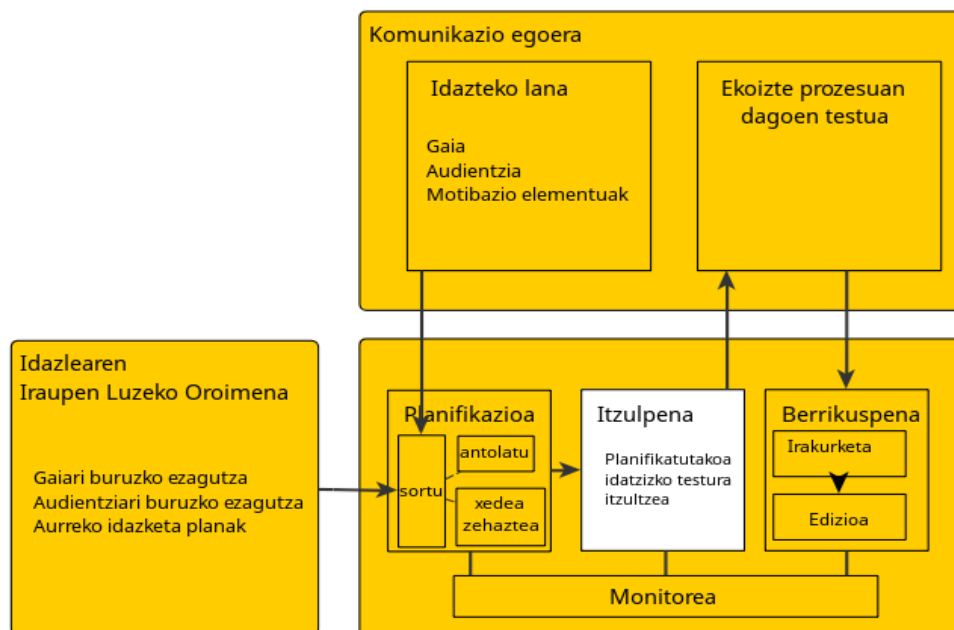 Komunikazio egoera
Idazteko lana
Gaia
Audientzia
Motibazio elementuak
Ekoizte prozesuan
dagoen testua
Idazlearen
Iraupen Luzeko Oroimena
Gaiari buruzko ezagutza
Audientziari buruzko ezagutza
Aurreko idazketa planak
Planifikazioa
sortu
antolatu
xedea
zehaztea
Itzulpena
Planifikatutakoa
idatzizko testura
itzultzea
Berrikuspena
Irakurketa
Edizioa
Monitorea